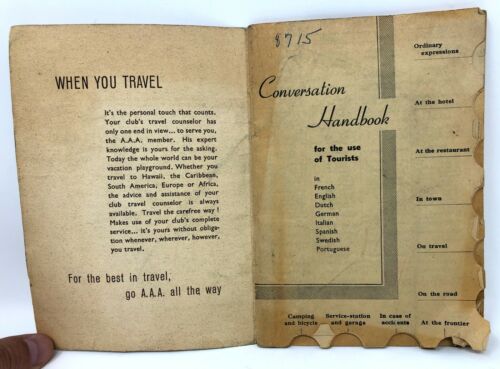 WHEN YOU TRAVEL
It's the personal touch that counts.
Your club's travel counselor has
only one end in view... to serve you,
the A.A.A. member. His expert
knowledge is yours for the asking.
Today the whole world can be your
vacation playground. Whether you
travel to Hawaii, the Caribbean,
South America, Europe or Africa,
the advice and assistance of your
club travel counselor is always
available. Travel the carefree way!
Makes use of your club's complete
service... it's yours without obliga-
tion whenever, wherever, however,
you travel.
For the best in travel,
go A.A.A. all the way
8715
Conversation
Handbook
for the use
of Tourists
in
French
English
Dutch
German
Italian
Spanish
Swedish
Portuguese
Ordinary
expressions
At the hotel
At the restaurant
In town
On travel
On the road
At the frontier
Camping
and bicycle
Service-station
and garage
In case of
accidents